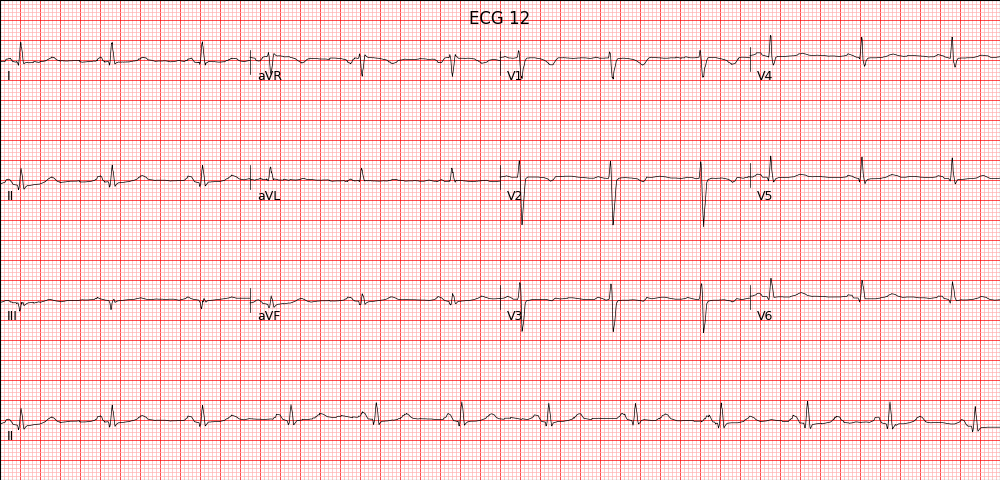 ECG 12
I aVR V1 V4
II aVL V2 V5
III aVF V3 V6
II